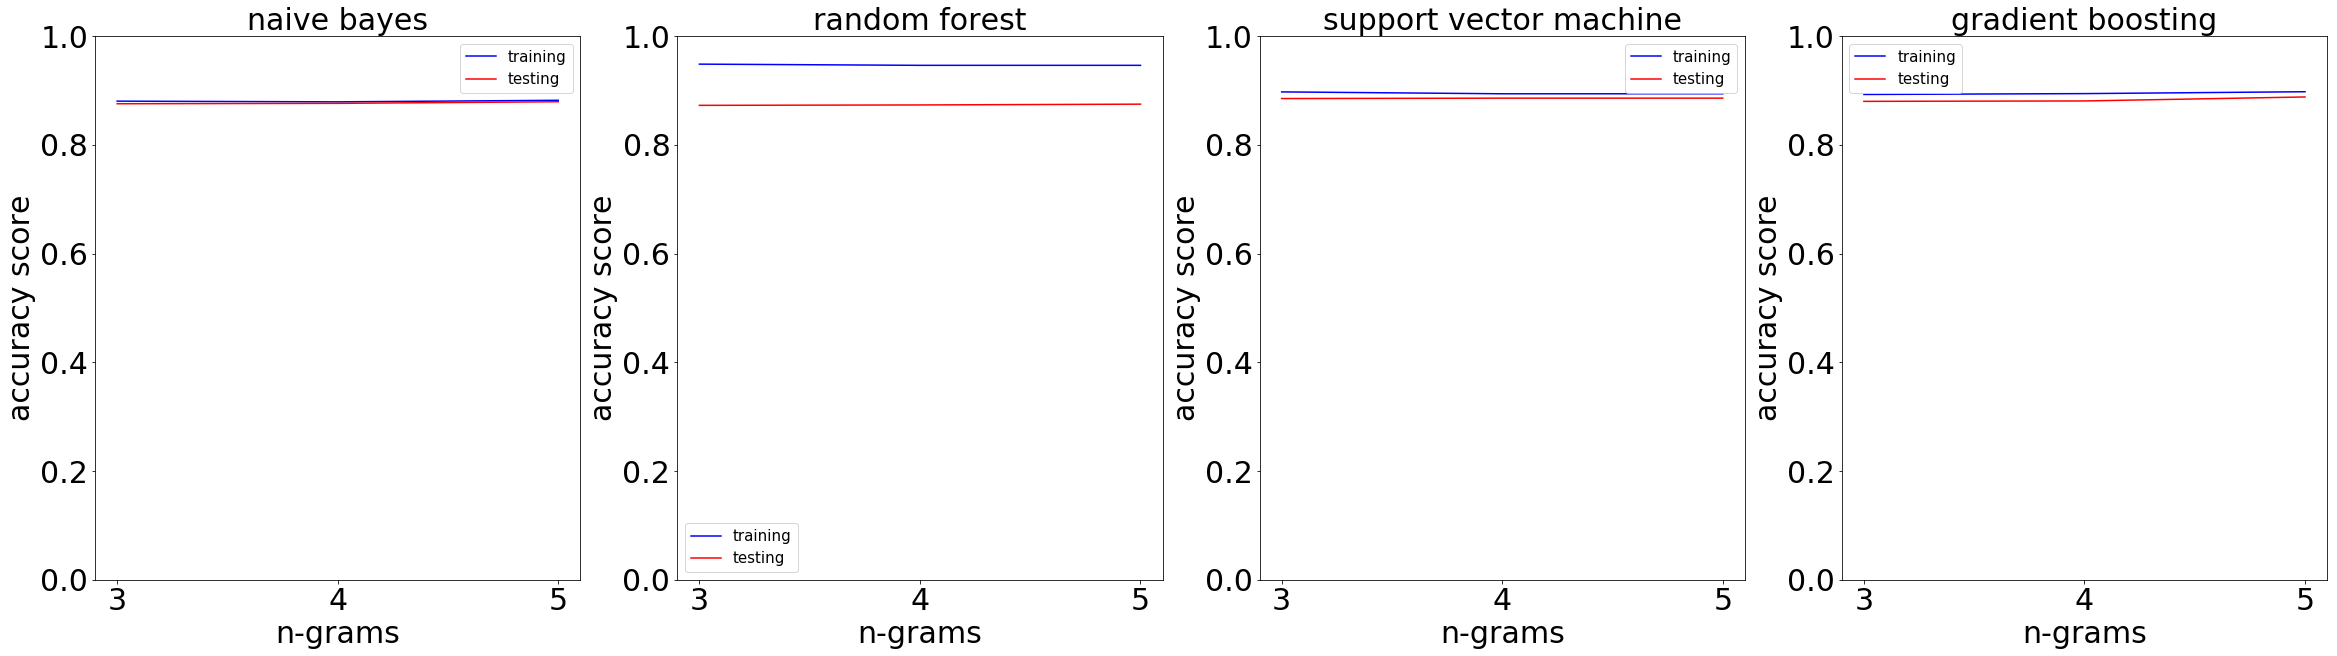 naive bayes
1.0
0.8
0.6
0.4
0.2
0.0
accuracy score
training
testing
3 4 5
n-grams
random forest
1.0
0.8
0.6
0.4
0.2
0.0
accuracy score
training
testing
3 4 5
n-grams
support vector machine
1.0
0.8
0.6
0.4
0.2
0.0
accuracy score
training
testing
3 4 5
n-grams
gradient boosting
1.0
0.8
0.6
0.4
0.2
0.0
accuracy score
training
testing
3 4 5
n-grams